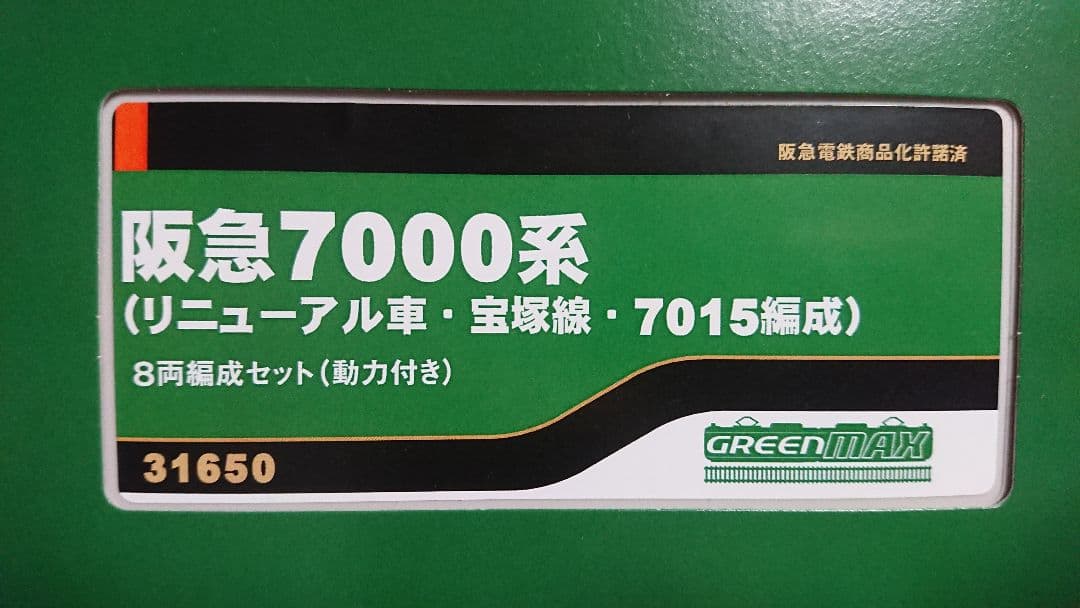 阪急電鉄商品化許諾済
阪急7000系
(リニューアル車・宝塚線・7015編成)
8両編成セット(動力付き)
31650
GREENMAX